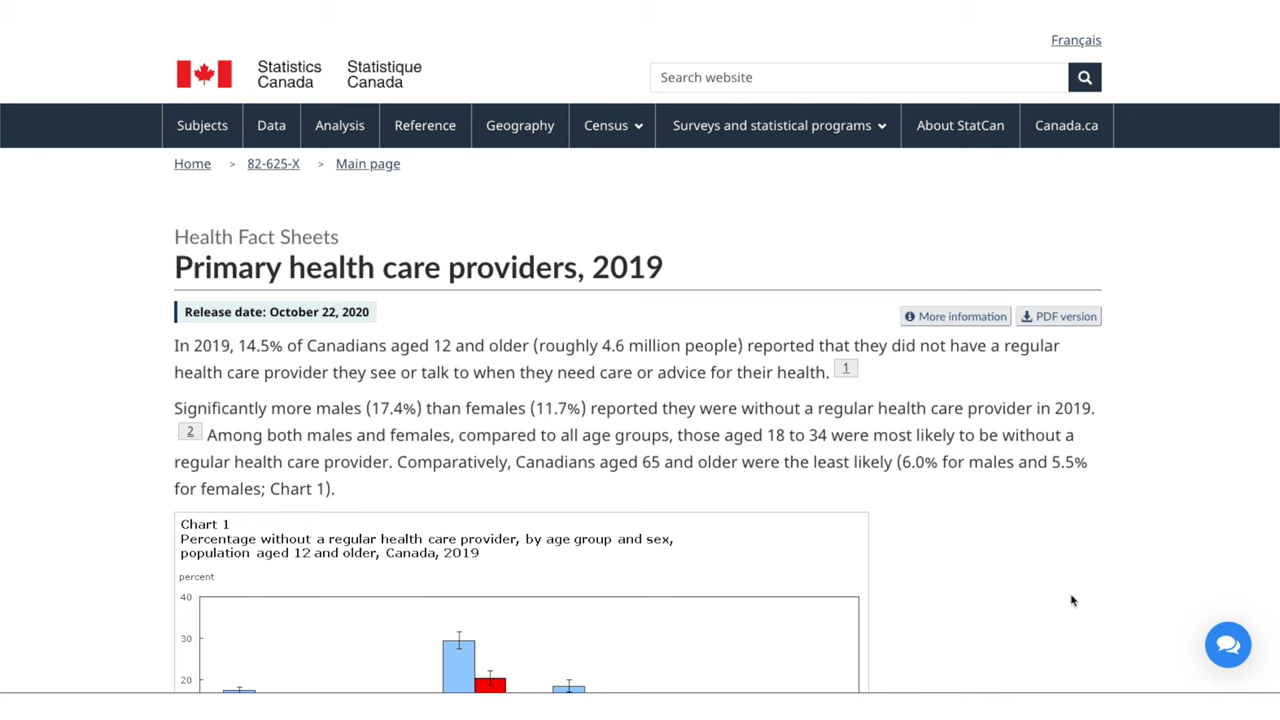 Français
Statistics Canada
Statistique Canada
Search website
Subjects
Data
Analysis
Reference
Geography
Census
Surveys and statistical programs
About StatCan
Canada.ca
Home > 82-625-X > Main page
Health Fact Sheets
Primary health care providers, 2019
Release date: October 22, 2020
More information
PDF version
In 2019, 14.5% of Canadians aged 12 and older (roughly 4.6 million people) reported that they did not have a regular
health care provider they see or talk to when they need care or advice for their health. 1
Significantly more males (17.4%) than females (11.7%) reported they were without a regular health care provider in 2019.
2 Among both males and females, compared to all age groups, those aged 18 to 34 were most likely to be without a
regular health care provider. Comparatively, Canadians aged 65 and older were the least likely (6.0% for males and 5.5%
for females; Chart 1).
Chart 1
Percentage without a regular health care provider, by age group and sex,
population aged 12 and older, Canada, 2019
percent
40
30
20